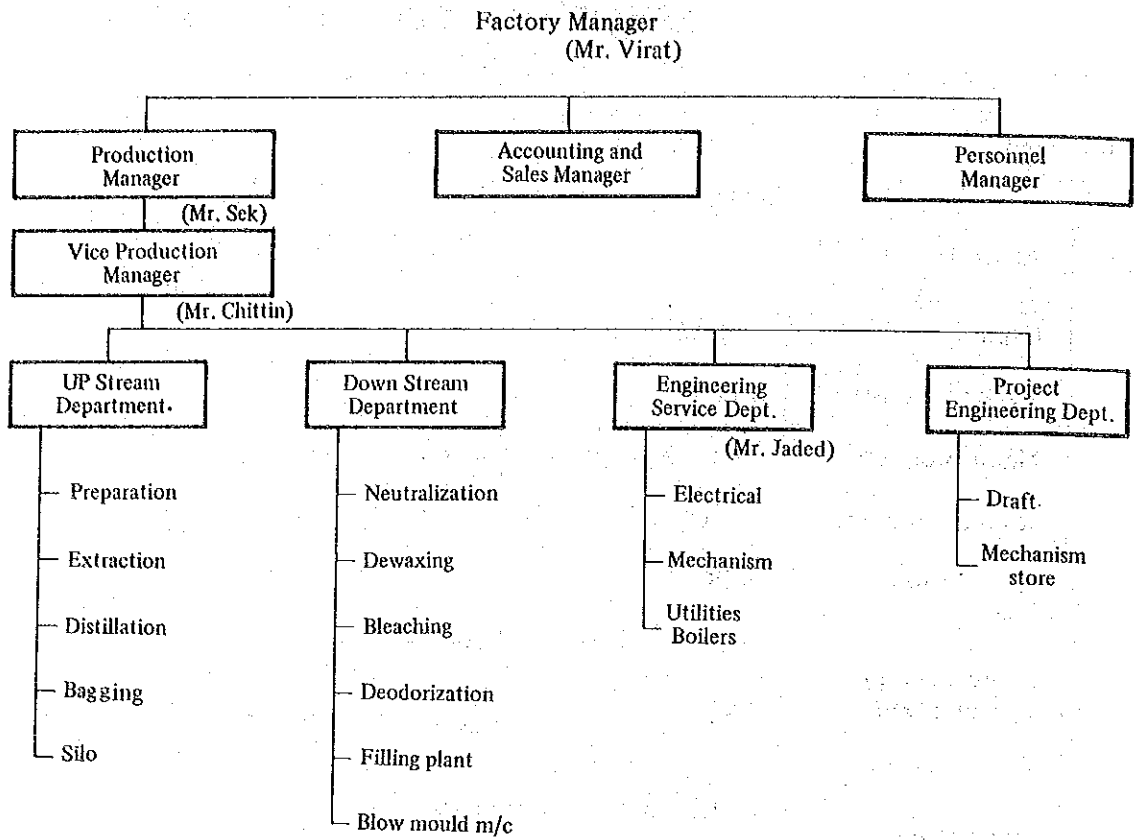 Factory Manager
(Mr. Virat)
Production
Manager
Accounting and
Sales Manager
Personnel
Manager
(Mr. Sek)
Vice Production
Manager
(Mr. Chittin)
UP Stream
Department.
Down Stream
Department
Engineering
Service Dept.
Project
Engineering Dept.
(Mr. Jaded)
Preparation
Extraction
Distillation
Bagging
Silo
Neutralization
Dewaxing
Bleaching
Deodorization
Filling plant
Blow mould m/c
Electrical
Mechanism
Utilities
Boilers
Draft
Mechanism
store